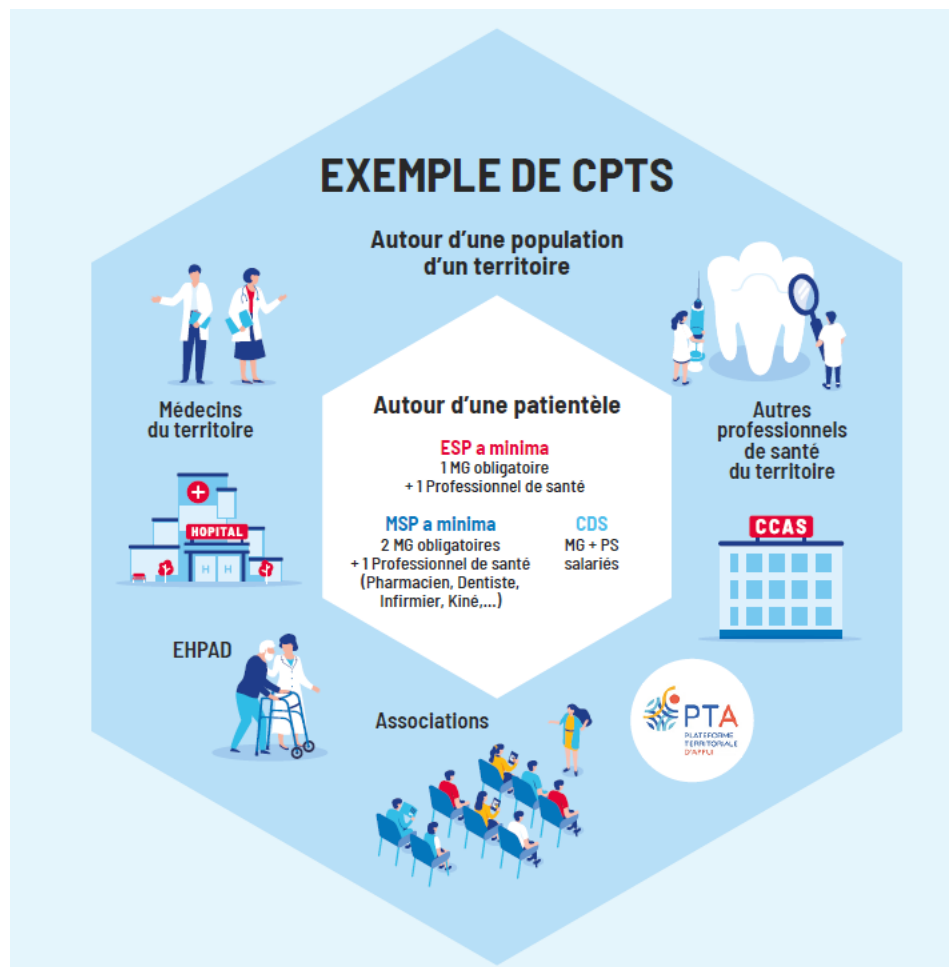 EXEMPLE DE CPTS
Autour d'une population
d'un territoire
Médecins
du territoire
Autres
professionnels
de santé
du territoire
Autour d'une patientèle
ESP a minima
1 MG obligatoire
+ 1 Professionnel de santé
MSP a minima
2 MG obligatoires
+ 1 Professionnel de santé
(Pharmacien, Dentiste,
Infirmier, Kiné,...)
CDS
MG + PS
salariés
HOPITAL
H H
CCAS
EHPAD
Associations
PTA
PLATEFORME
TERRITORIALE
D'APPUI